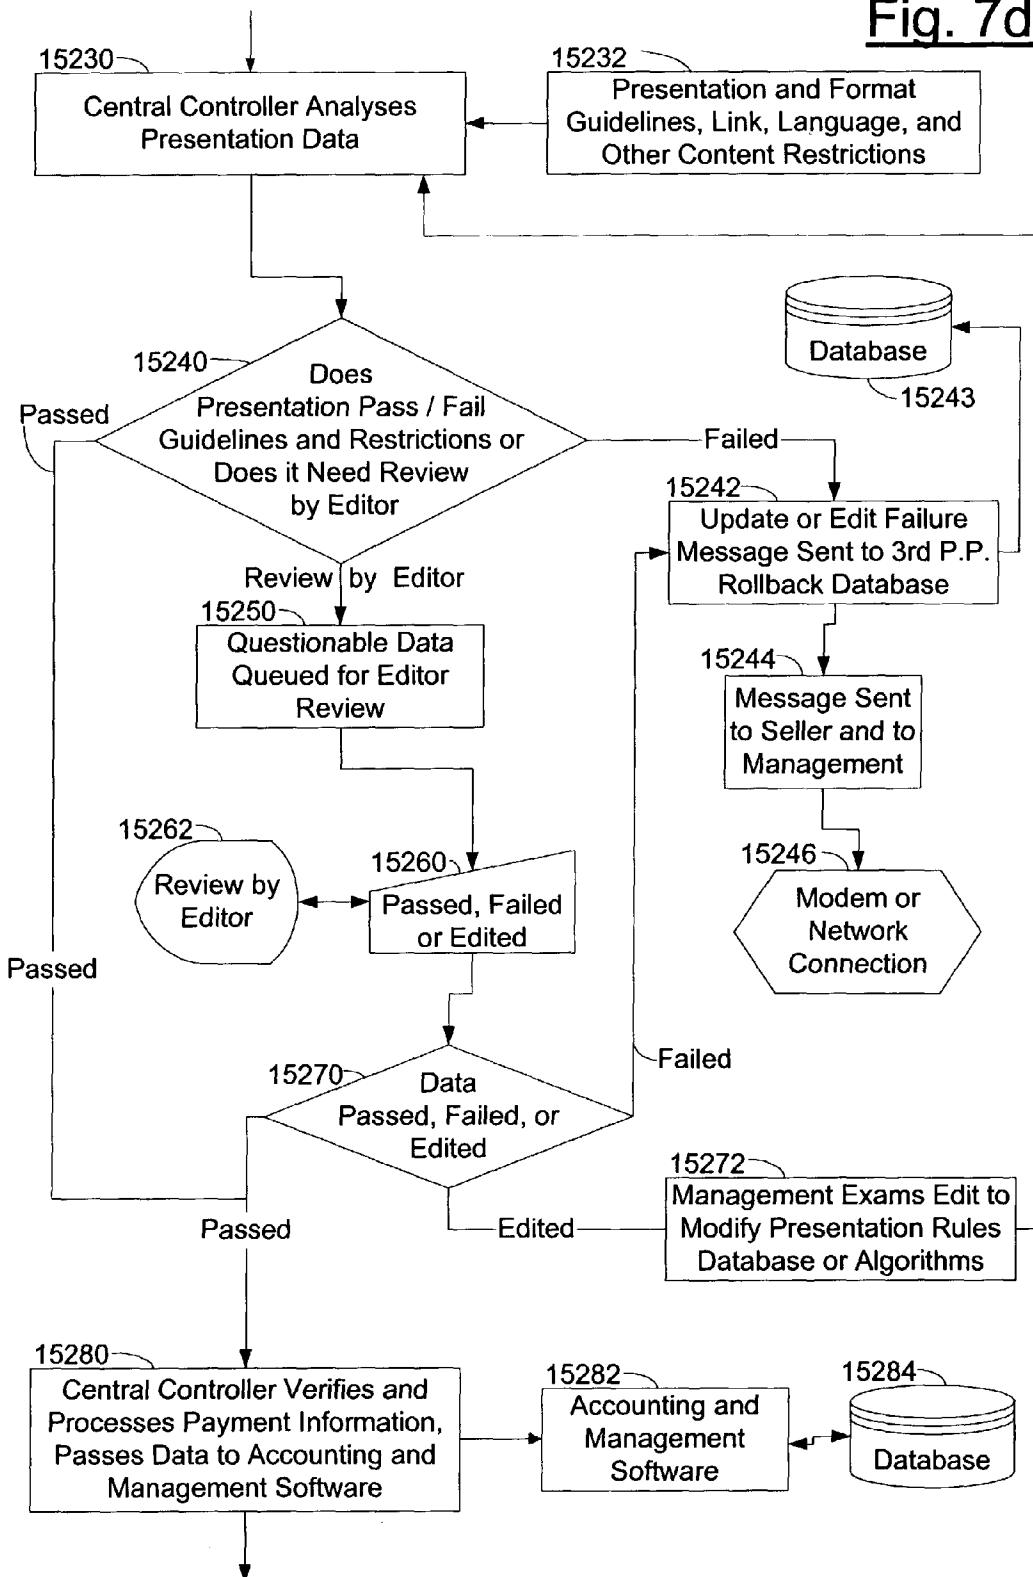 Fig. 7d
15230
Central Controller Analyses
Presentation Data
15232
Presentation and Format
Guidelines, Link, Language, and
Other Content Restrictions
Database
15243
15240
Does
Presentation Pass / Fail
Guidelines and Restrictions or
Does it Need Review
by Editor
Passed
Failed
15242
Update or Edit Failure
Message Sent to 3rd P.P.
Rollback Database
Review by Editor
15250
Questionable Data
Queued for Editor
Review
15244
Message Sent
to Seller and to
Management
15262
Review by
Editor
15260
Passed, Failed
or Edited
15246
Modem or
Network
Connection
Passed
15270
Data
Passed, Failed, or
Edited
Failed
Passed
Edited
15272
Management Exams Edit to
Modify Presentation Rules
Database or Algorithms
15280
Central Controller Verifies and
Processes Payment Information,
Passes Data to Accounting and
Management Software
15282
Accounting and
Management
Software
15284
Database